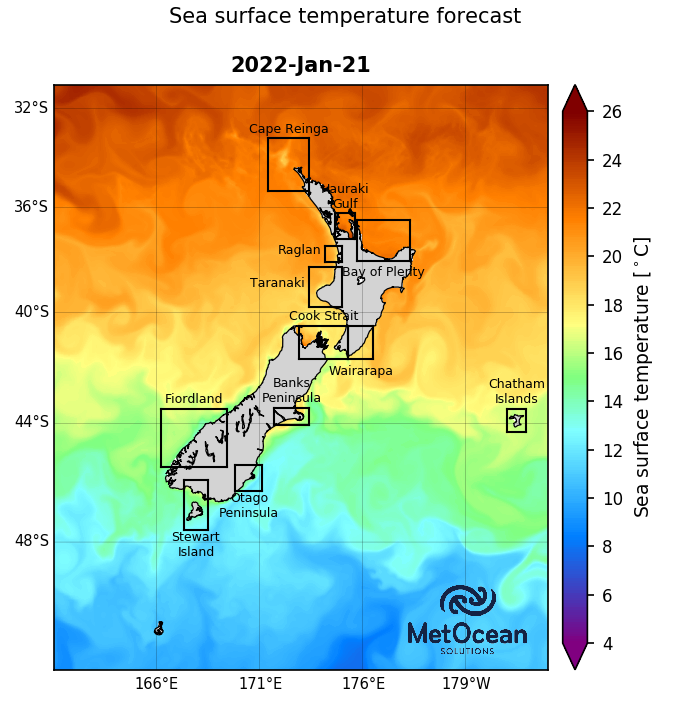 Sea surface temperature forecast
2022-Jan-21
32°S
36°S
40°S
44°S
48°S
Cape Reinga
Hauraki
Gulf
Raglan
Bay of Plenty
Taranaki
Cook Strait
Wairarapa
Banks
Peninsula
Fiordland
Chatham
Islands
Otago
Peninsula
Stewart
Island
MetOcean
SOLUTIONS
166°E
171°E
176°E
179°W
26
24
22
20
18
16
14
12
10
8
6
4
Sea surface temperature [°C]